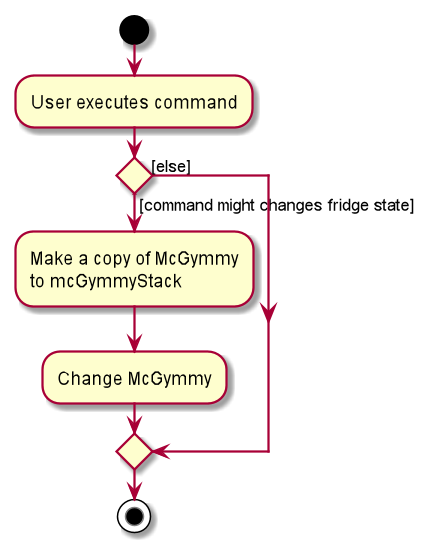 User executes command
[else]
[command might changes fridge state]
Make a copy of McGymmy
to mcGymmyStack
Change McGymmy